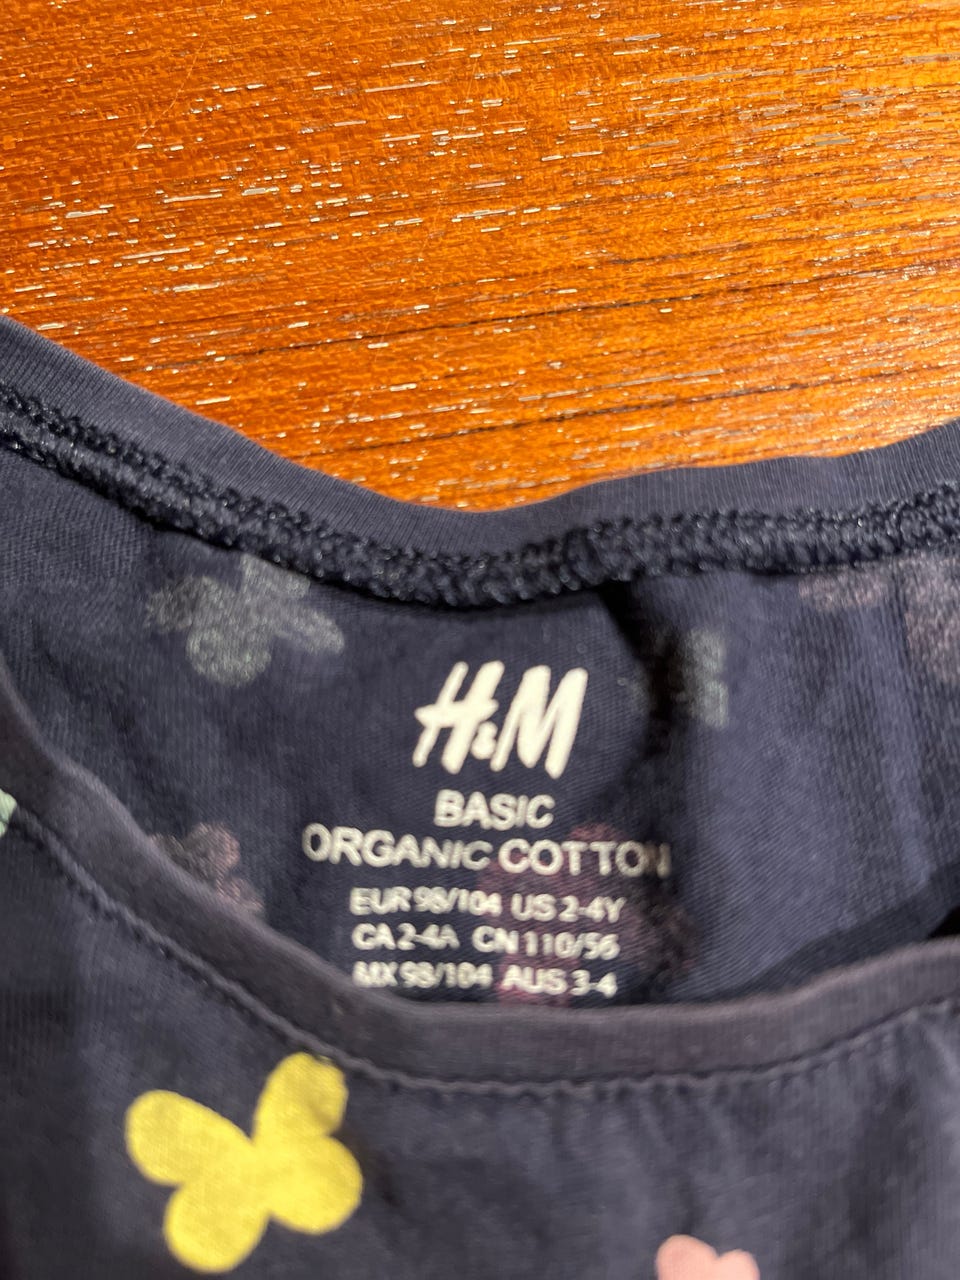 H&M
BASIC
ORGANIC COTTON
EUR 98/104 US 2-4Y
CA 2-4A CN 110/56
MX 98/104 AUS 3-4